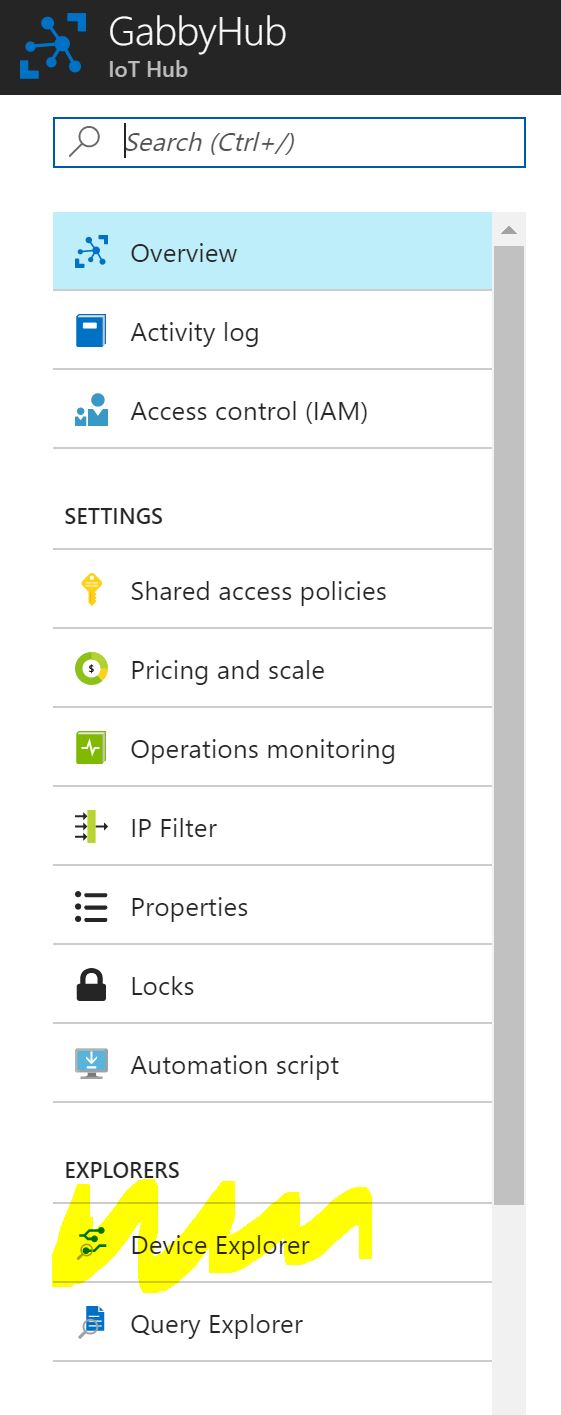 GabbyHub
IoT Hub
Search (Ctrl+/)
Overview
Activity log
Access control (IAM)
SETTINGS
Shared access policies
Pricing and scale
$
Operations monitoring
IP Filter
Properties
Locks
Automation script
EXPLORERS
Device Explorer
Query Explorer